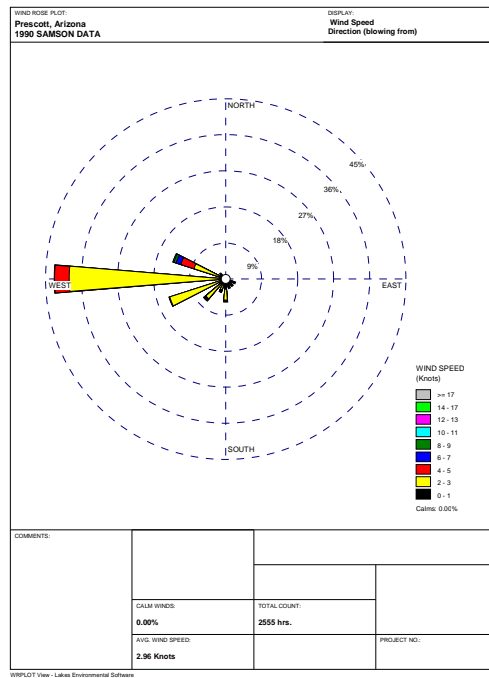 WIND ROSE PLOT:
Prescott, Arizona
1990 SAMSON DATA
DISPLAY:
Wind Speed
Direction (blowing from)
NORTH
45%
36%
27%
18%
9%
WEST
EAST
SOUTH
WIND SPEED
(Knots)
>= 17
14 - 17
12 - 13
10 - 11
8 - 9
6 - 7
4 - 5
2 - 3
0 - 1
Calms: 0.00%
COMMENTS:
CALM WINDS:
0.00%
TOTAL COUNT:
2555 hrs.
AVG. WIND SPEED:
2.96 Knots
PROJECT NO.:
WRPLOT View - Lakes Environmental Software